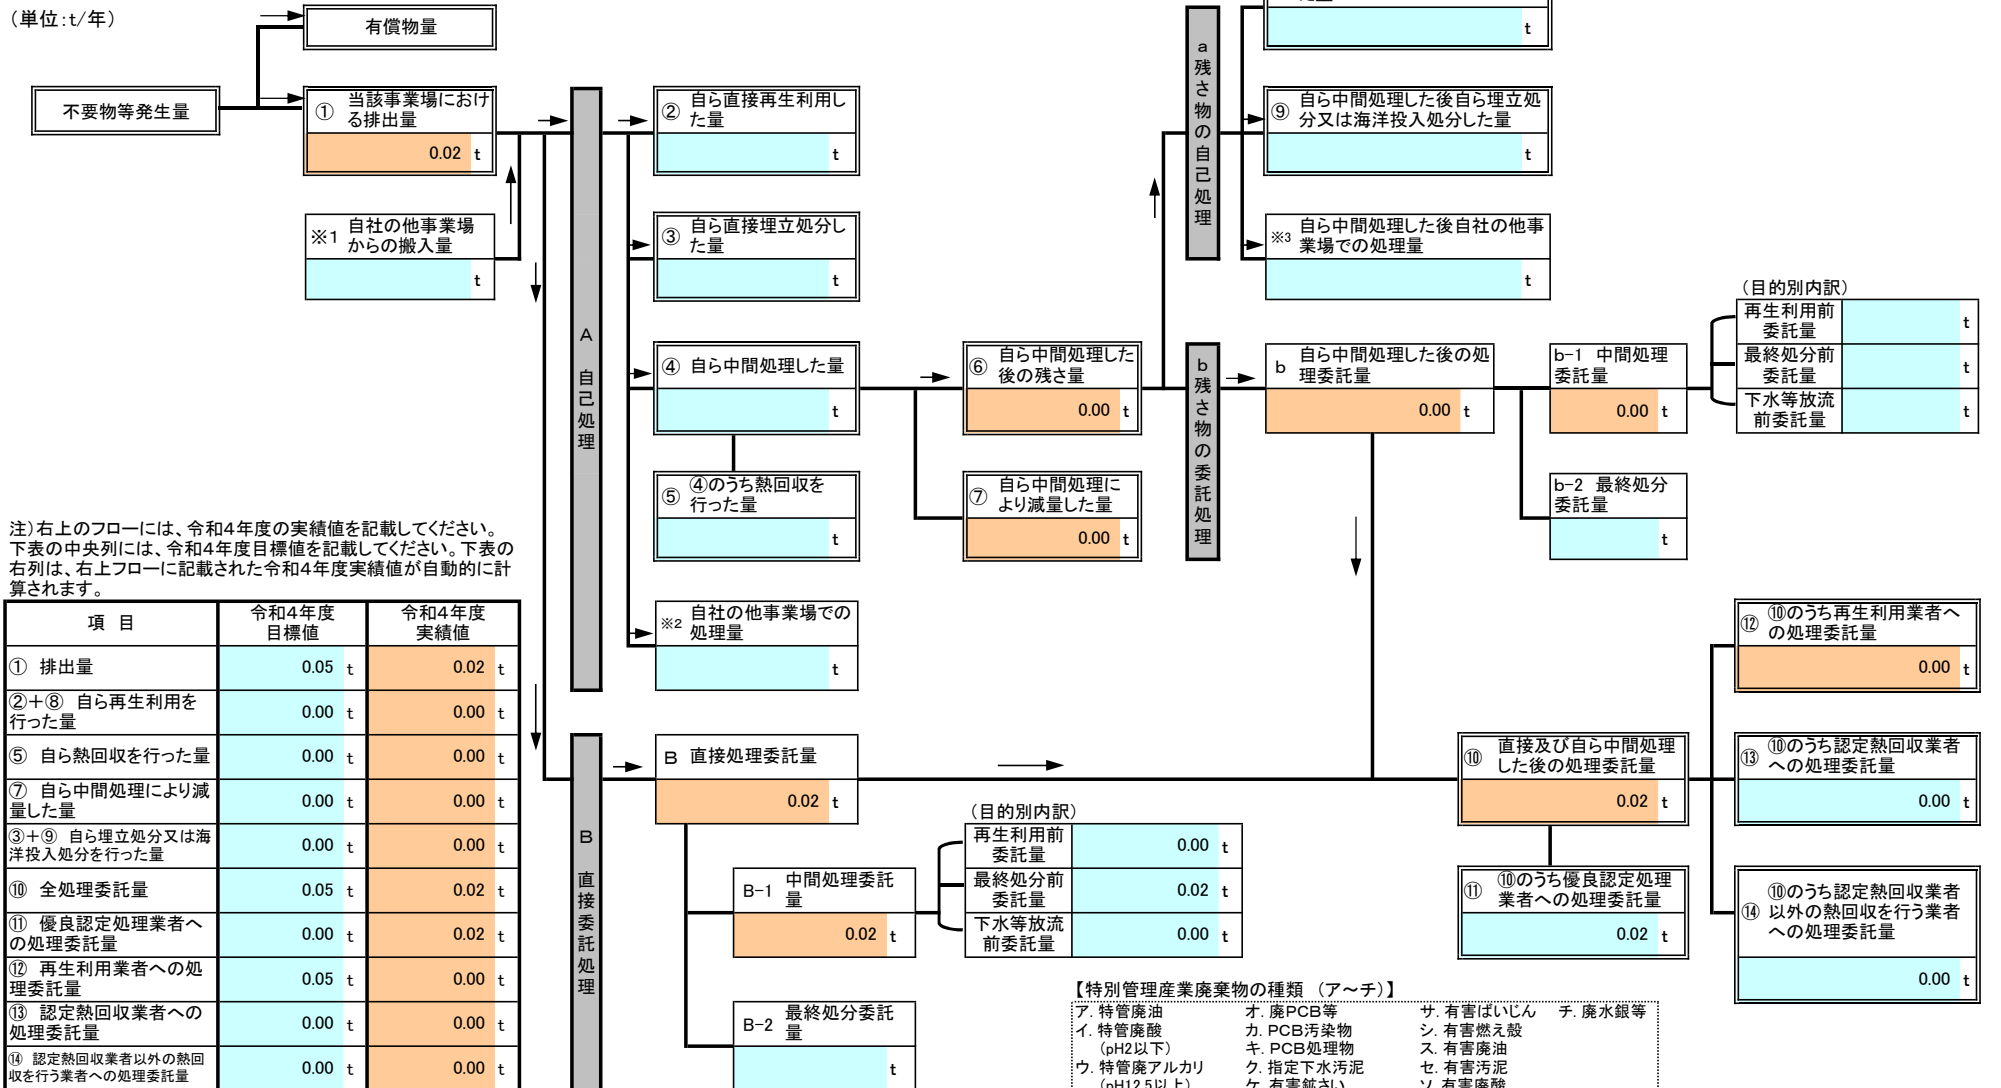 （単位:t/年）
有償物量
不要物等発生量
① 当該事業場におけ
る排出量
0.02 t
※1 自社の他事業場
からの搬入量
t
A 自己処理
② 自ら直接再生利用し
た量
t
③ 自ら直接埋立処分し
た量
t
④ 自ら中間処理した量
t
⑤ ④のうち熱回収を
行った量
t
※2 自社の他事業場での
処理量
t
⑥ 自ら中間処理した
後の残さ量
0.00 t
⑦ 自ら中間処理に
より減量した量
0.00 t
a 残さ物の自己処理
t
⑨ 自ら中間処理した後自ら埋立処
分又は海洋投入処分した量
t
※3 自ら中間処理した後自社の他事
業場での処理量
t
b 残さ物の委託処理
b 自ら中間処理した後の処
理委託量
0.00 t
b-1 中間処理
委託量
0.00 t
b-2 最終処分
委託量
t
（目的別内訳）
再生利用前
委託量
t
最終処分前
委託量
t
下水等放流
前委託量
t
注）右上のフローには、令和4年度の実績値を記載してください。
下表の中央列には、令和4年度目標値を記載してください。下表の
右列は、右上フローに記載された令和4年度実績値が自動的に計
算されます。
項 目 令和4年度
目標値 令和4年度
実績値
① 排出量 0.05 t 0.02 t
②＋⑧ 自ら再生利用を
行った量 0.00 t 0.00 t
⑤ 自ら熱回収を行った量 0.00 t 0.00 t
⑦ 自ら中間処理により減
量した量 0.00 t 0.00 t
③＋⑨ 自ら埋立処分又は海
洋投入処分を行った量 0.00 t 0.00 t
⑩ 全処理委託量 0.05 t 0.02 t
⑪ 優良認定処理業者へ
の処理委託量 0.00 t 0.02 t
⑫ 再生利用業者への処
理委託量 0.05 t 0.00 t
⑬ 認定熱回収業者への
処理委託量 0.00 t 0.00 t
⑭ 認定熱回収業者以外の熱回
収を行う業者への処理委託量 0.00 t 0.00 t
B 直接委託処理
B 直接処理委託量
0.02 t
B-1 中間処理委託
量
0.02 t
B-2 最終処分委託
量
t
（目的別内訳）
再生利用前
委託量 0.00 t
最終処分前
委託量 0.02 t
下水等放流
前委託量 0.00 t
⑩ 直接及び自ら中間処理
した後の処理委託量
0.02 t
⑪ ⑩のうち優良認定処理
業者への処理委託量
0.02 t
⑫ ⑩のうち再生利用業者へ
の処理委託量
0.00 t
⑬ ⑩のうち認定熱回収業者
への処理委託量
0.00 t
⑭ ⑩のうち認定熱回収業者
以外の熱回収を行う業者
への処理委託量
0.00 t
【特別管理産業廃棄物の種類 （ア～チ）】
ア. 特管廃油 オ. 廃PCB等 サ. 有害ばいじん チ. 廃水銀等
イ. 特管廃酸 カ. PCB汚染物 シ. 有害燃え殻
（pH2以下） キ. PCB処理物 ス. 有害廃油
ウ. 特管廃アルカリ ク. 指定下水汚泥 セ. 有害汚泥
（pH12.5以上） ケ. 有害鉱さい ソ. 有害廃酸